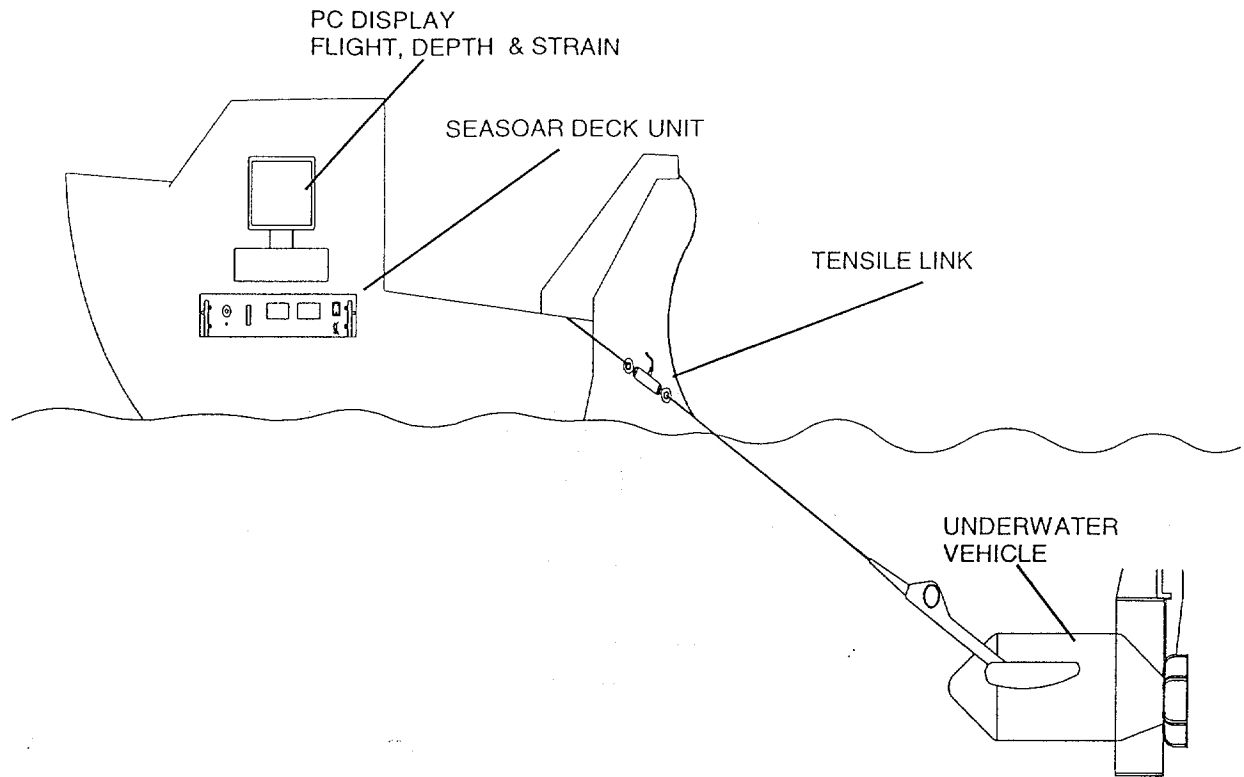 PC DISPLAY
FLIGHT, DEPTH & STRAIN
SEASOAR DECK UNIT
TENSILE LINK
UNDERWATER
VEHICLE